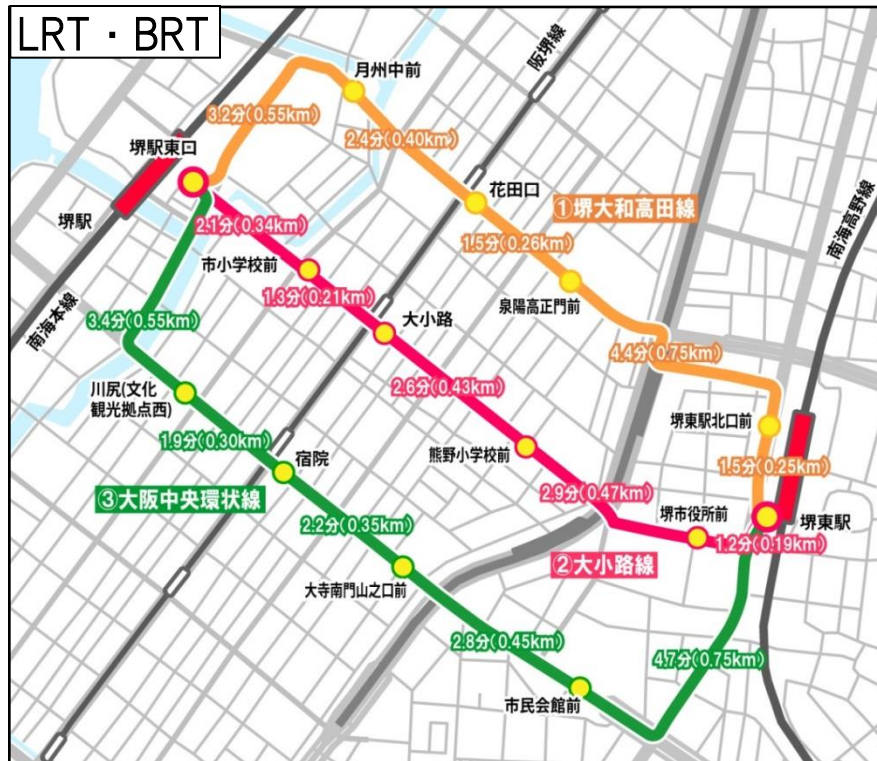 LRT・BRT
月州中前
阪堺線
3.2分(0.55km)
2.4分(0.40km)
堺駅東口
花田口
①堺大和高田線
南海高野線
堺駅
2.1分(0.34km)
1.5分(0.26km)
市小学校前
1.3分(0.21km)
泉陽高正門前
南海本線
3.4分(0.55km)
大小路
4.4分(0.75km)
川尻(文化
観光拠点西)
2.6分(0.43km)
堺東駅北口前
1.9分(0.30km)
宿院
熊野小学校前
1.5分(0.25km)
③大阪中央環状線
2.9分(0.47km)
堺市役所前
堺東駅
2.2分(0.35km)
1.2分(0.19km)
②大小路線
大寺南門山之口前
2.8分(0.45km)
4.7分(0.75km)
市民会館前